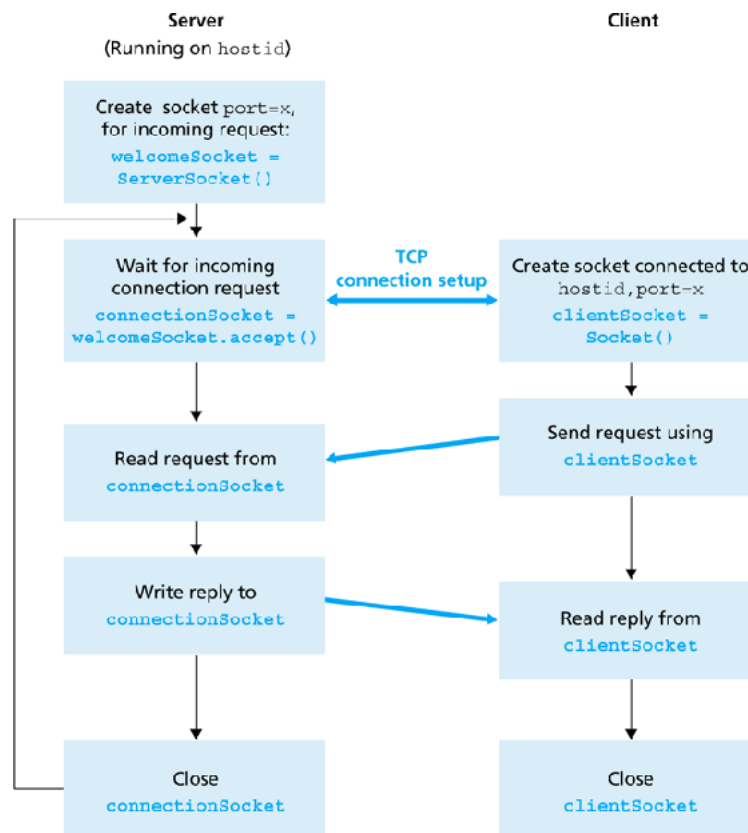 Server
(Running on hostid)
Client
Create socket port=x,
for incoming request:
welcomeSocket =
ServerSocket()
Wait for incoming
connection request
connectionSocket =
welcomeSocket.accept()
TCP
connection setup
Create socket connected to
hostid,port=x
clientSocket =
Socket()
Read request from
connectionSocket
Send request using
clientSocket
Write reply to
connectionSocket
Read reply from
clientSocket
Close
connectionSocket
Close
clientSocket